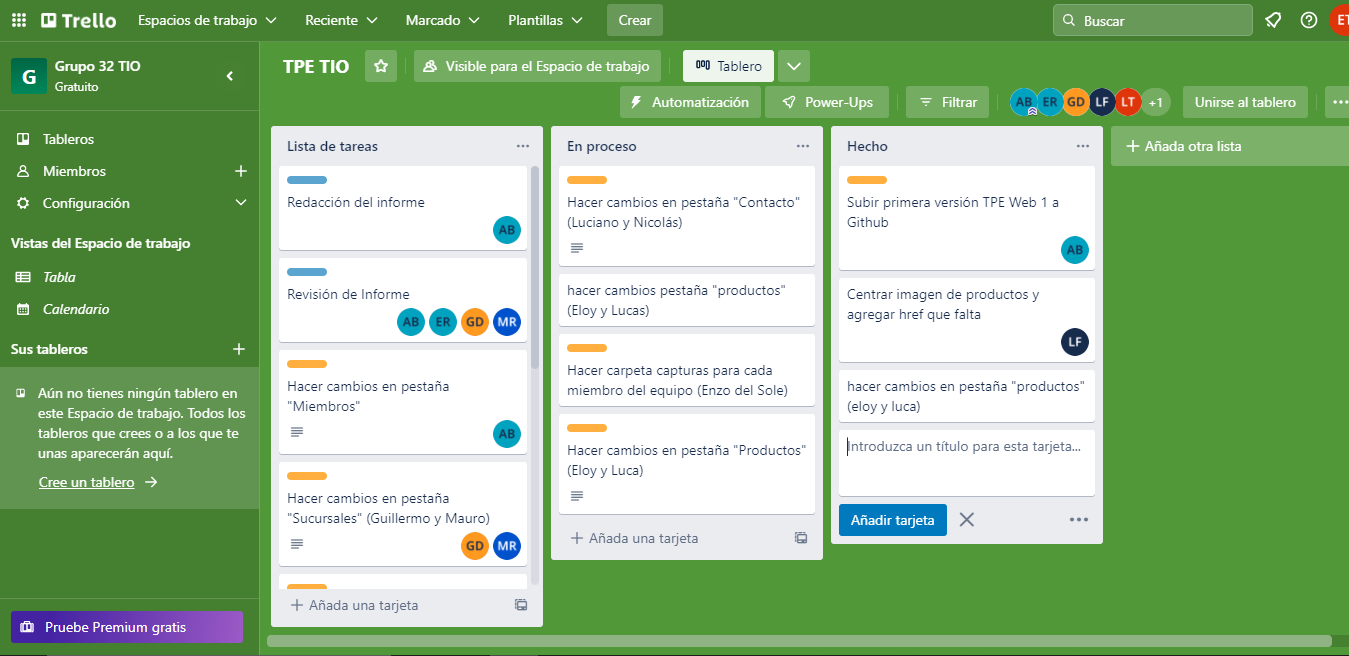 Trello
Espacios de trabajo
Reciente
Marcado
Plantillas
Crear
Buscar
ET
G
Grupo 32 TIO
Gratuito
Tableros
Miembros
Configuración
Vistas del Espacio de trabajo
Tabla
Calendario
Sus tableros
Aún no tienes ningún tablero en
este Espacio de trabajo. Todos los
tableros que crees o a los que te
unas aparecerán aquí.
Cree un tablero
Pruebe Premium gratis
TPE TIO
Visible para el Espacio de trabajo
Tablero
Automatización
Power-Ups
Filtrar
AB
ER
GD
LF
LT
+1
Unirse al tablero
Lista de tareas
Redacción del informe
AB
Revisión de Informe
AB
ER
GD
MR
Hacer cambios en pestaña
"Miembros"
AB
Hacer cambios en pestaña
"Sucursales" (Guillermo y Mauro)
GD
MR
Añada una tarjeta
En proceso
Hacer cambios en pestaña "Contacto"
(Luciano y Nicolás)
hacer cambios pestaña "productos"
(Eloy y Lucas)
Hacer carpeta capturas para cada
miembro del equipo (Enzo del Sole)
Hacer cambios en pestaña "Productos"
(Eloy y Luca)
Añada una tarjeta
Hecho
Subir primera versión TPE Web 1 a
Github
AB
Centrar imagen de productos y
agregar href que falta
LF
hacer cambios en pestaña "productos"
(eloy y luca)
Introduzca un título para esta tarjeta...
Añadir tarjeta
Añada otra lista